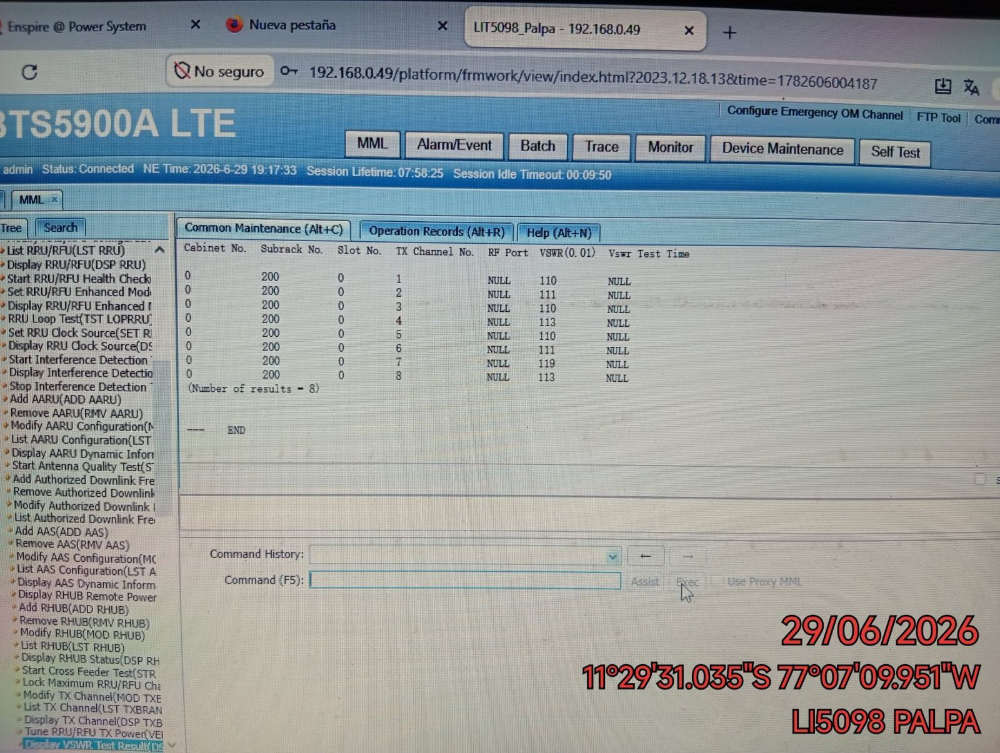 Enspire @ Power System
Nueva pestaña
LIT5098_Palpa - 192.168.0.49
No seguro
192.168.0.49/platform/frmwork/view/index.html?2023.12.18.13&time=1782606004187
BTS5900A LTE
Configure Emergency OM Channel
FTP Tool
MML
Alarm/Event
Batch
Trace
Monitor
Device Maintenance
Self Test
admin Status: Connected NE Time: 2026-6-29 19:17:33 Session Lifetime: 07:58:25 Session Idle Timeout: 00:09:50
MML
Tree
Search
Common Maintenance (Alt+C)
Operation Records (Alt+R)
Help (Alt+N)
List RRU/RFU(LST RRU)
Display RRU/RFU(DSP RRU)
Start RRU/RFU Health Check
Set RRU/RFU Enhanced Mod
Display RRU/RFU Enhanced
RRU Loop Test(TST LOPRRU)
Set RRU Clock Source(SET R
Display RRU Clock Source(DS
Start Interference Detection
Display Interference Detectio
Stop Interference Detection
Add AARU(ADD AARU)
Remove AARU(RMV AARU)
Modify AARU Configuration(
List AARU Configuration(LST
Display AARU Dynamic Infor
Start Antenna Quality Test(S
Add Authorized Downlink Fre
Remove Authorized Downlink
Modify Authorized Downlink
List Authorized Downlink Fre
Add AAS(ADD AAS)
Remove AAS(RMV AAS)
Modify AAS Configuration(MO
List AAS Configuration(LST A
Display AAS Dynamic Inform
Display RHUB Remote Power
Add RHUB(ADD RHUB)
Remove RHUB(RMV RHUB)
Modify RHUB(MOD RHUB)
List RHUB(LST RHUB)
Display RHUB Status(DSP RH
Start Cross Feeder Test(STR
Lock Maximum RRU/RFU Cha
Modify TX Channel(MOD TXB
List TX Channel(LST TXBRAN
Display TX Channel(DSP TXB
Tune RRU/RFU TX Power(VE
Display VSWR Test Result(DS
Cabinet No. Subrack No. Slot No. TX Channel No. RF Port VSWR(0.01) Vswr Test Time
0 200 0 1 NULL 110 NULL
0 200 0 2 NULL 111 NULL
0 200 0 3 NULL 110 NULL
0 200 0 4 NULL 113 NULL
0 200 0 5 NULL 110 NULL
0 200 0 6 NULL 111 NULL
0 200 0 7 NULL 119 NULL
0 200 0 8 NULL 113 NULL
(Number of results = 8)
--- END
Command History:
Command (F5):
Assist
Exec
Use Proxy MML
29/06/2026
11°29'31.035"S 77°07'09.951"W
LI5098 PALPA